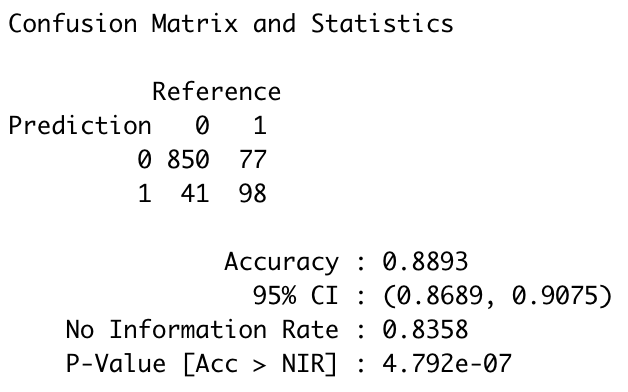 Confusion Matrix and Statistics
Reference
Prediction 0 1
0 850 77
1 41 98
Accuracy : 0.8893
95% CI : (0.8689, 0.9075)
No Information Rate : 0.8358
P-Value [Acc > NIR] : 4.792e-07